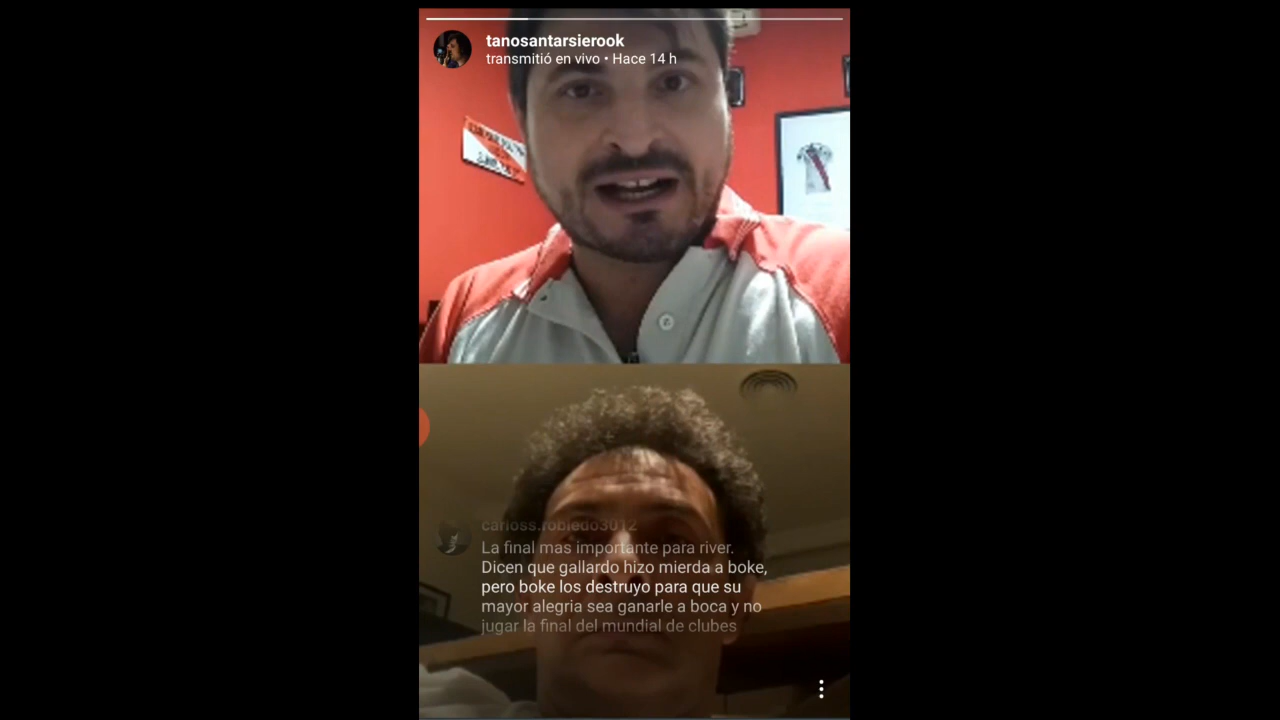 tanosantarsierook
transmitió en vivo • Hace 14 h
carloss.robledo3012
La final mas importante para river.
Dicen que gallardo hizo mierda a boke,
pero boke los destruyo para que su
mayor alegria sea ganarle a boca y no
jugar la final del mundial de clubes